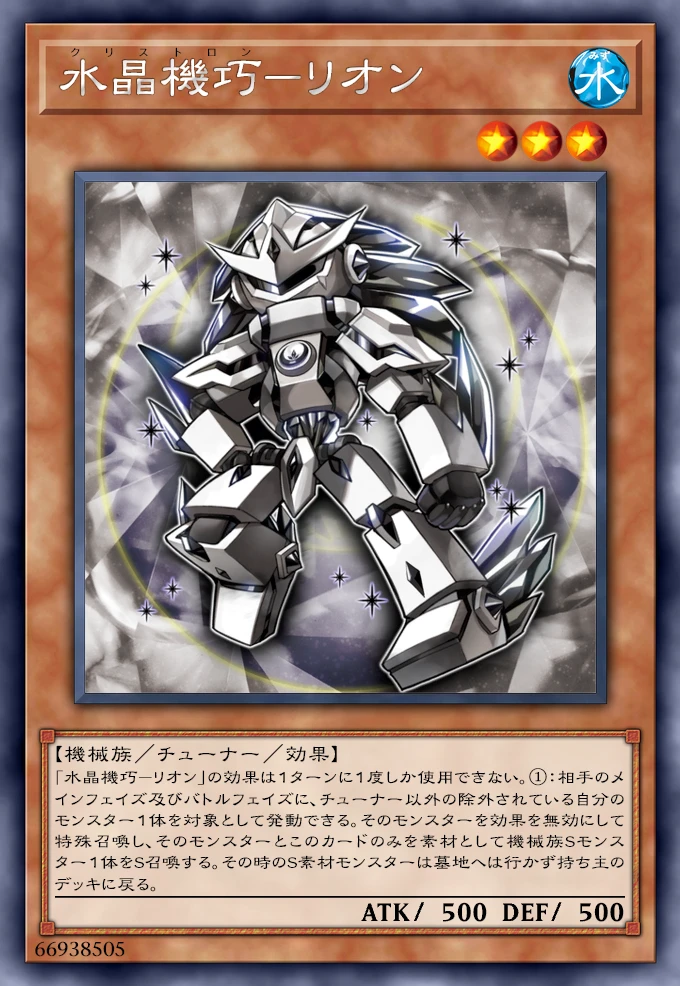 クリストロン
水晶機巧－リオン
みず
水
【機械族／チューナー／効果】
「水晶機巧－リオン」の効果は１ターンに１度しか使用できない。①：相手のメ
インフェイズ及びバトルフェイズに、チューナー以外の除外されている自分の
モンスター１体を対象として発動できる。そのモンスターを効果を無効にして
特殊召喚し、そのモンスターとこのカードのみを素材として機械族Ｓモンス
ター１体をＳ召喚する。その時のＳ素材モンスターは墓地へは行かず持ち主の
デッキに戻る。
ATK/ 500 DEF/ 500
66938505